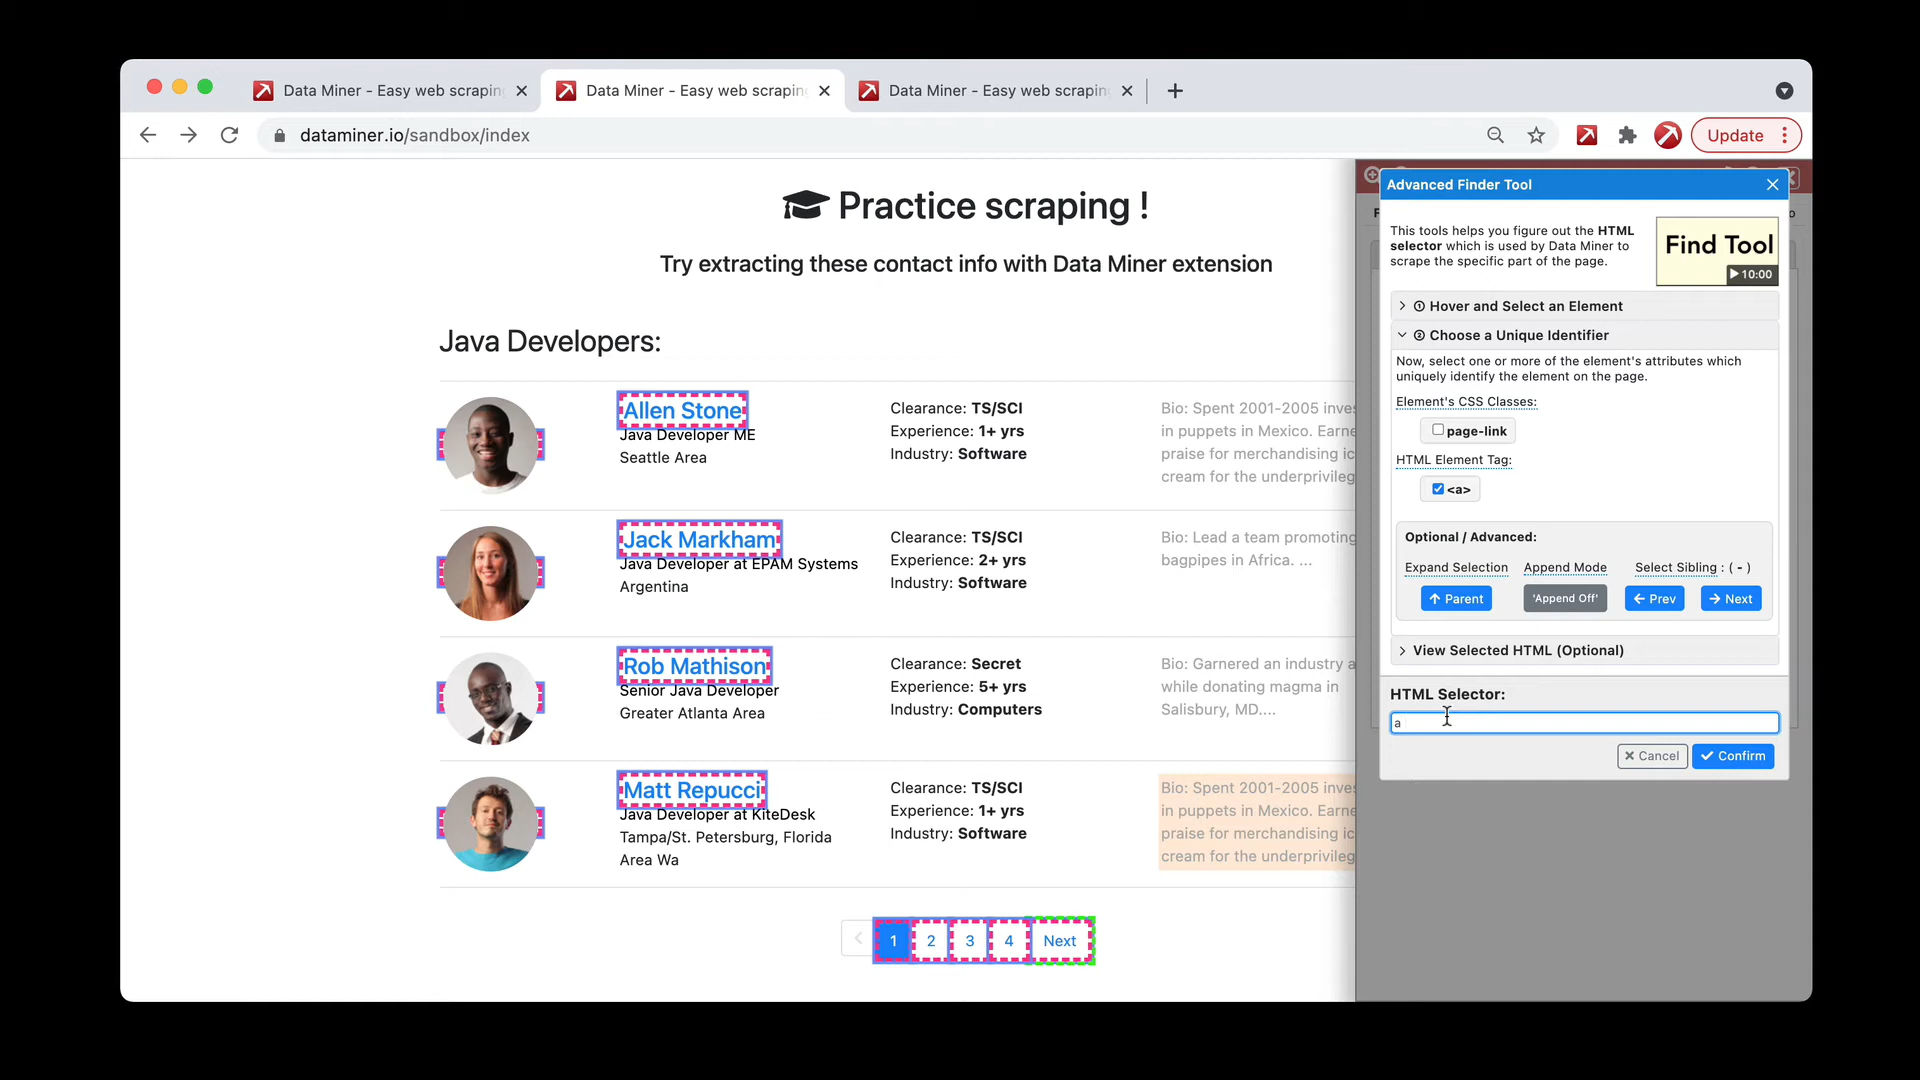 Data Miner - Easy web scraping
Data Miner - Easy web scraping
Data Miner - Easy web scraping
dataminer.io/sandbox/index
Update
Practice scraping !
Try extracting these contact info with Data Miner extension
Java Developers:
Allen Stone
Java Developer ME
Seattle Area
Clearance: TS/SCI
Experience: 1+ yrs
Industry: Software
Bio: Spent 2001-2005 inves
in puppets in Mexico. Earne
praise for merchandising ic
cream for the underprivileg
Jack Markham
Java Developer at EPAM Systems
Argentina
Clearance: TS/SCI
Experience: 2+ yrs
Industry: Software
Bio: Lead a team promoting
bagpipes in Africa. ...
Rob Mathison
Senior Java Developer
Greater Atlanta Area
Clearance: Secret
Experience: 5+ yrs
Industry: Computers
Bio: Garnered an industry a
while donating magma in
Salisbury, MD....
Matt Repucci
Java Developer at KiteDesk
Tampa/St. Petersburg, Florida
Area Wa
Clearance: TS/SCI
Experience: 1+ yrs
Industry: Software
Bio: Spent 2001-2005 inves
in puppets in Mexico. Earne
praise for merchandising ic
cream for the underprivileg
1 2 3 4 Next
Advanced Finder Tool
This tools helps you figure out the HTML
selector which is used by Data Miner to
scrape the specific part of the page.
Find Tool
10:00
1 Hover and Select an Element
2 Choose a Unique Identifier
Now, select one or more of the element's attributes which
uniquely identify the element on the page.
Element's CSS Classes:
page-link
HTML Element Tag:
<a>
Optional / Advanced:
Expand Selection Append Mode Select Sibling : ( - )
Parent 'Append Off' Prev Next
View Selected HTML (Optional)
HTML Selector:
a
Cancel Confirm